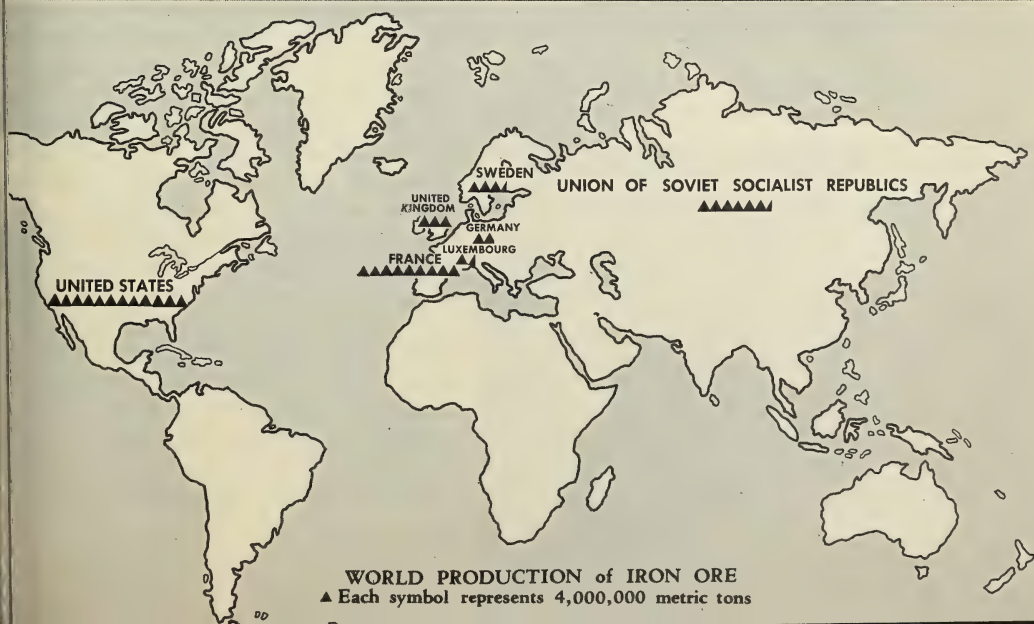 SWEDEN
UNION OF SOVIET SOCIALIST REPUBLICS
UNITED
KINGDOM
GERMANY
LUXEMBOURG
FRANCE
UNITED STATES
WORLD PRODUCTION of IRON ORE
▲ Each symbol represents 4,000,000 metric tons